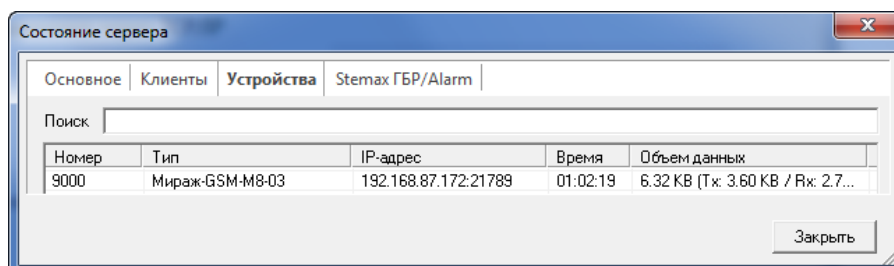 Состояние сервера
Основное Клиенты Устройства Stemax ГБР/Alarm
Поиск
Номер Тип IP-адрес Время Объем данных
9000 Мираж-GSM-M8-03 192.168.87.172:21789 01:02:19 6.32 KB (Tx: 3.60 KB / Rx: 2.7...
Закрыть